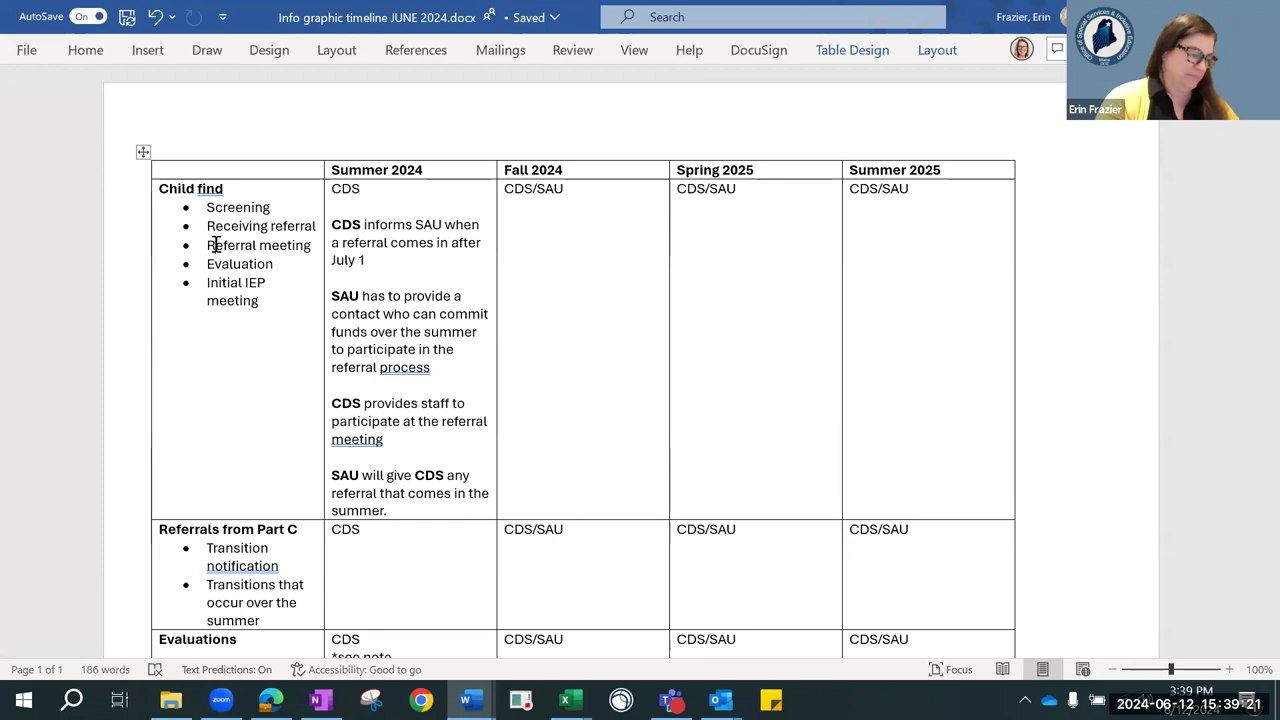 AutoSave On Info graphic timeline JUNE 2024.docx Saved Search Frazier, Erin
File Home Insert Draw Design Layout References Mailings Review View Help DocuSign Table Design Layout
Erin Frazier
Summer 2024 Fall 2024 Spring 2025 Summer 2025
Child find
• Screening
• Receiving referral
• Referral meeting
• Evaluation
• Initial IEP
meeting
CDS
CDS informs SAU when
a referral comes in after
July 1
SAU has to provide a
contact who can commit
funds over the summer
to participate in the
referral process
CDS provides staff to
participate at the referral
meeting
SAU will give CDS any
referral that comes in the
summer.
CDS/SAU
CDS/SAU
CDS/SAU
Referrals from Part C
• Transition
notification
• Transitions that
occur over the
summer
CDS
CDS/SAU
CDS/SAU
CDS/SAU
Evaluations
CDS
*see note
CDS/SAU
CDS/SAU
CDS/SAU
Page 1 of 1 186 words Text Predictions: On Accessibility: Good to go Focus 100%
3:39 PM
2024-06-12 15:39:21